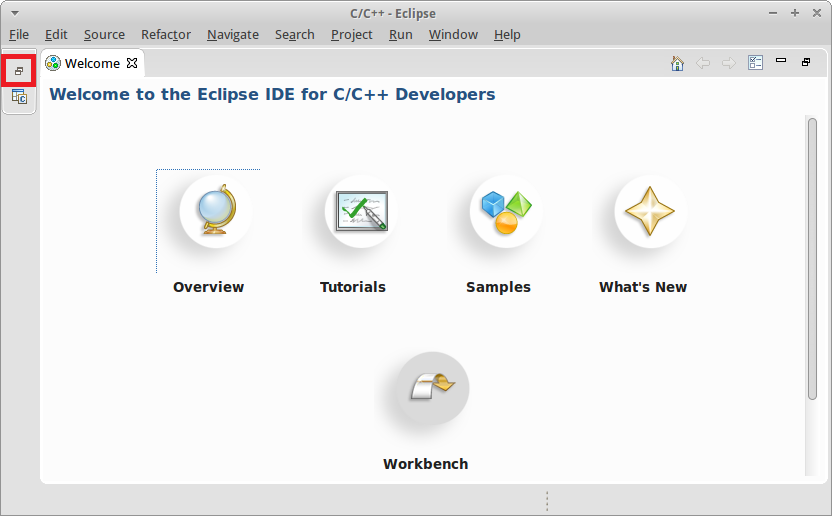 C/C++ - Eclipse
File Edit Source Refactor Navigate Search Project Run Window Help
Welcome
Welcome to the Eclipse IDE for C/C++ Developers
Overview Tutorials Samples What's New
Workbench